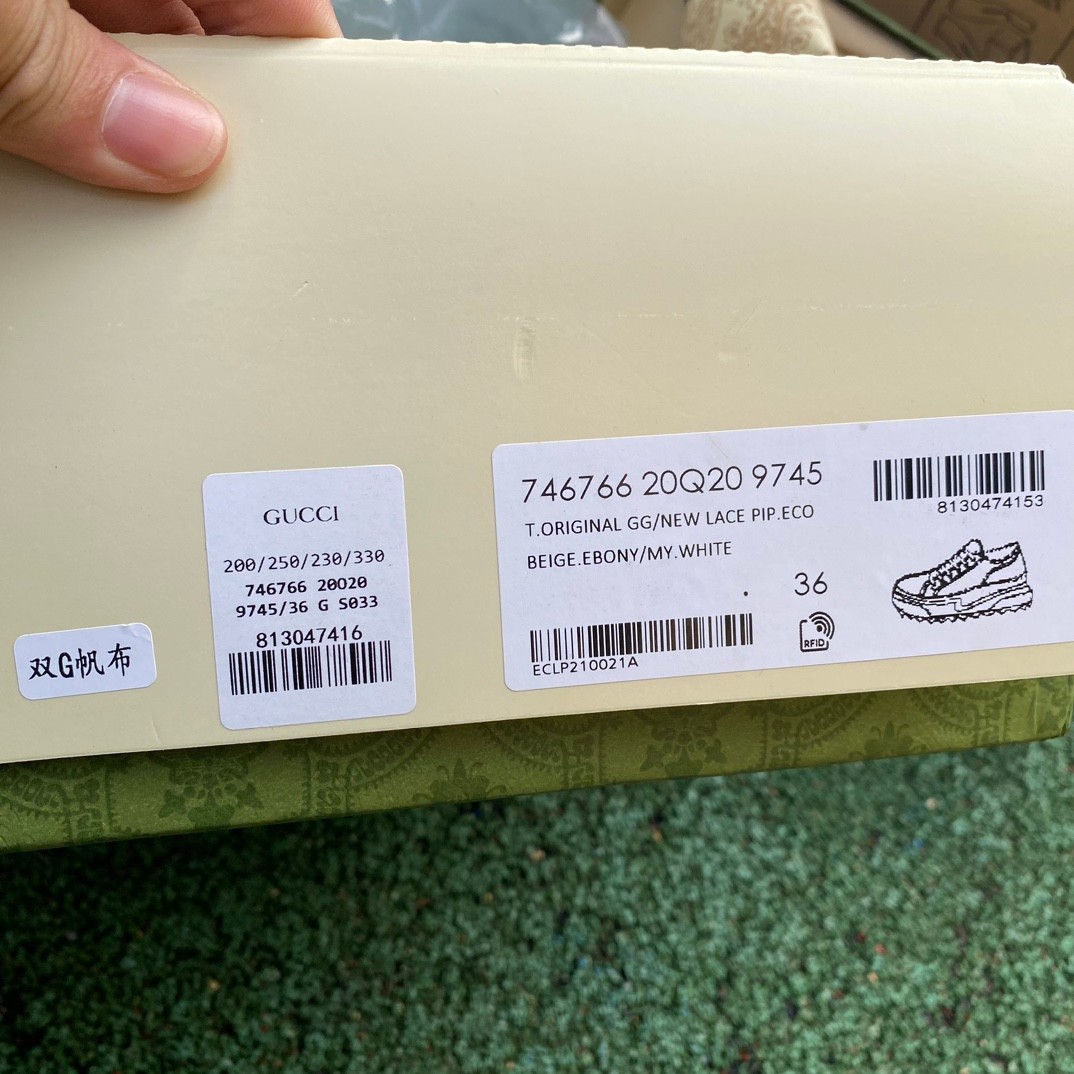 双G帆布
GUCCI
200/250/230/330
746766 20Q20
9745/36 G S033
813047416
746766 20Q20 9745
T.ORIGINAL GG/NEW LACE PIP.ECO
BEIGE.EBONY/MY.WHITE
36
8130474153
RFID
ECLP210021A